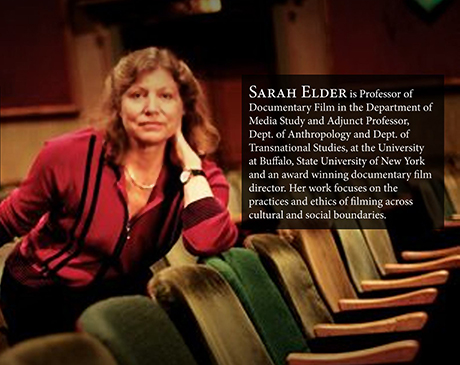 SARAH ELDER is Professor of
Documentary Film in the Department of
Media Study and Adjunct Professor,
Dept. of Anthropology and Dept. of
Transnational Studies, at the University
at Buffalo, State University of New York
and an award winning documentary film
director. Her work focuses on the
practices and ethics of filming across
cultural and social boundaries.